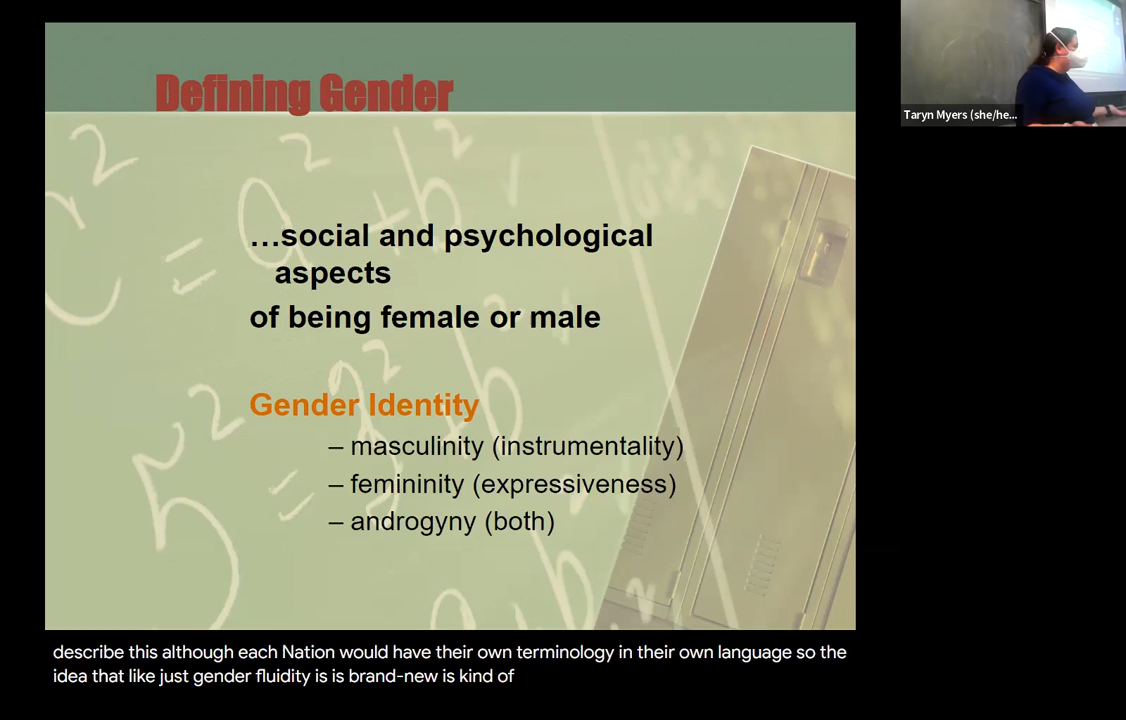 Defining Gender
Taryn Myers (she/he...
…social and psychological
aspects
of being female or male
Gender Identity
– masculinity (instrumentality)
– femininity (expressiveness)
– androgyny (both)
describe this although each Nation would have their own terminology in their own language so the
idea that like just gender fluidity is is brand-new is kind of